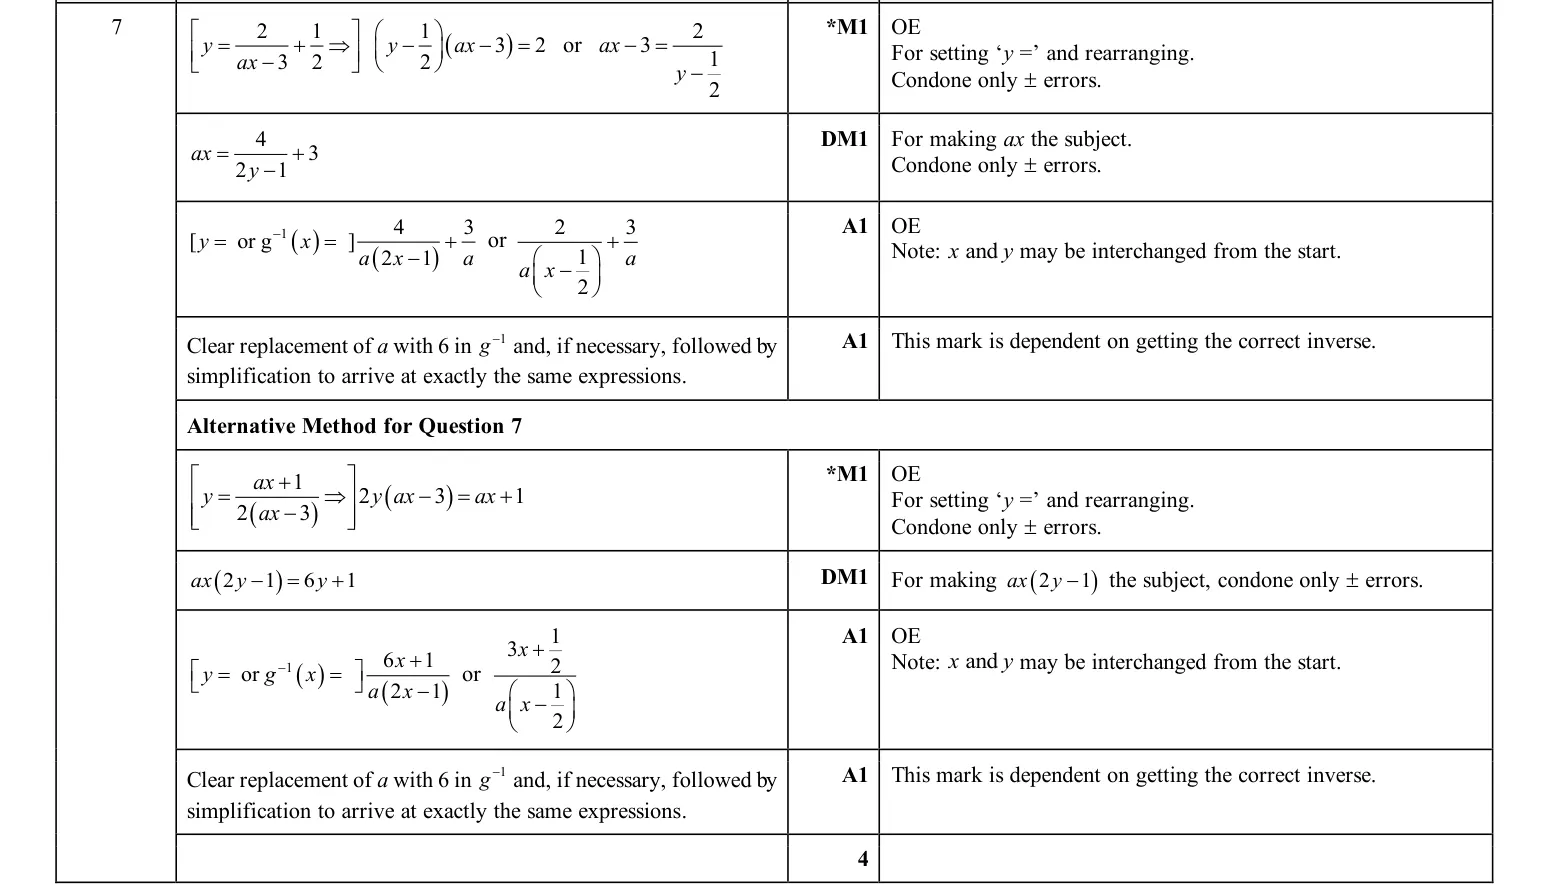 7
[y = 2/(ax − 3) + 1/2 ⇒] (y − 1/2)(ax − 3) = 2 or ax − 3 = 2/(y − 1/2)
*M1
OE
For setting ‘y =’ and rearranging.
Condone only ± errors.
ax = 4/(2y − 1) + 3
DM1
For making ax the subject.
Condone only ± errors.
[y = or g⁻¹(x) = ] 4/(a(2x − 1)) + 3/a or 2/(a(x − 1/2)) + 3/a
A1
OE
Note: x and y may be interchanged from the start.
Clear replacement of a with 6 in g⁻¹ and, if necessary, followed by
simplification to arrive at exactly the same expressions.
A1
This mark is dependent on getting the correct inverse.
Alternative Method for Question 7
[y = (ax + 1)/(2(ax − 3)) ⇒] 2y(ax − 3) = ax + 1
*M1
OE
For setting ‘y =’ and rearranging.
Condone only ± errors.
ax(2y − 1) = 6y + 1
DM1
For making ax(2y − 1) the subject, condone only ± errors.
[y = or g⁻¹(x) = ] (6x + 1)/(a(2x − 1)) or (3x + 1/2)/(a(x − 1/2))
A1
OE
Note: x and y may be interchanged from the start.
Clear replacement of a with 6 in g⁻¹ and, if necessary, followed by
simplification to arrive at exactly the same expressions.
A1
This mark is dependent on getting the correct inverse.
4